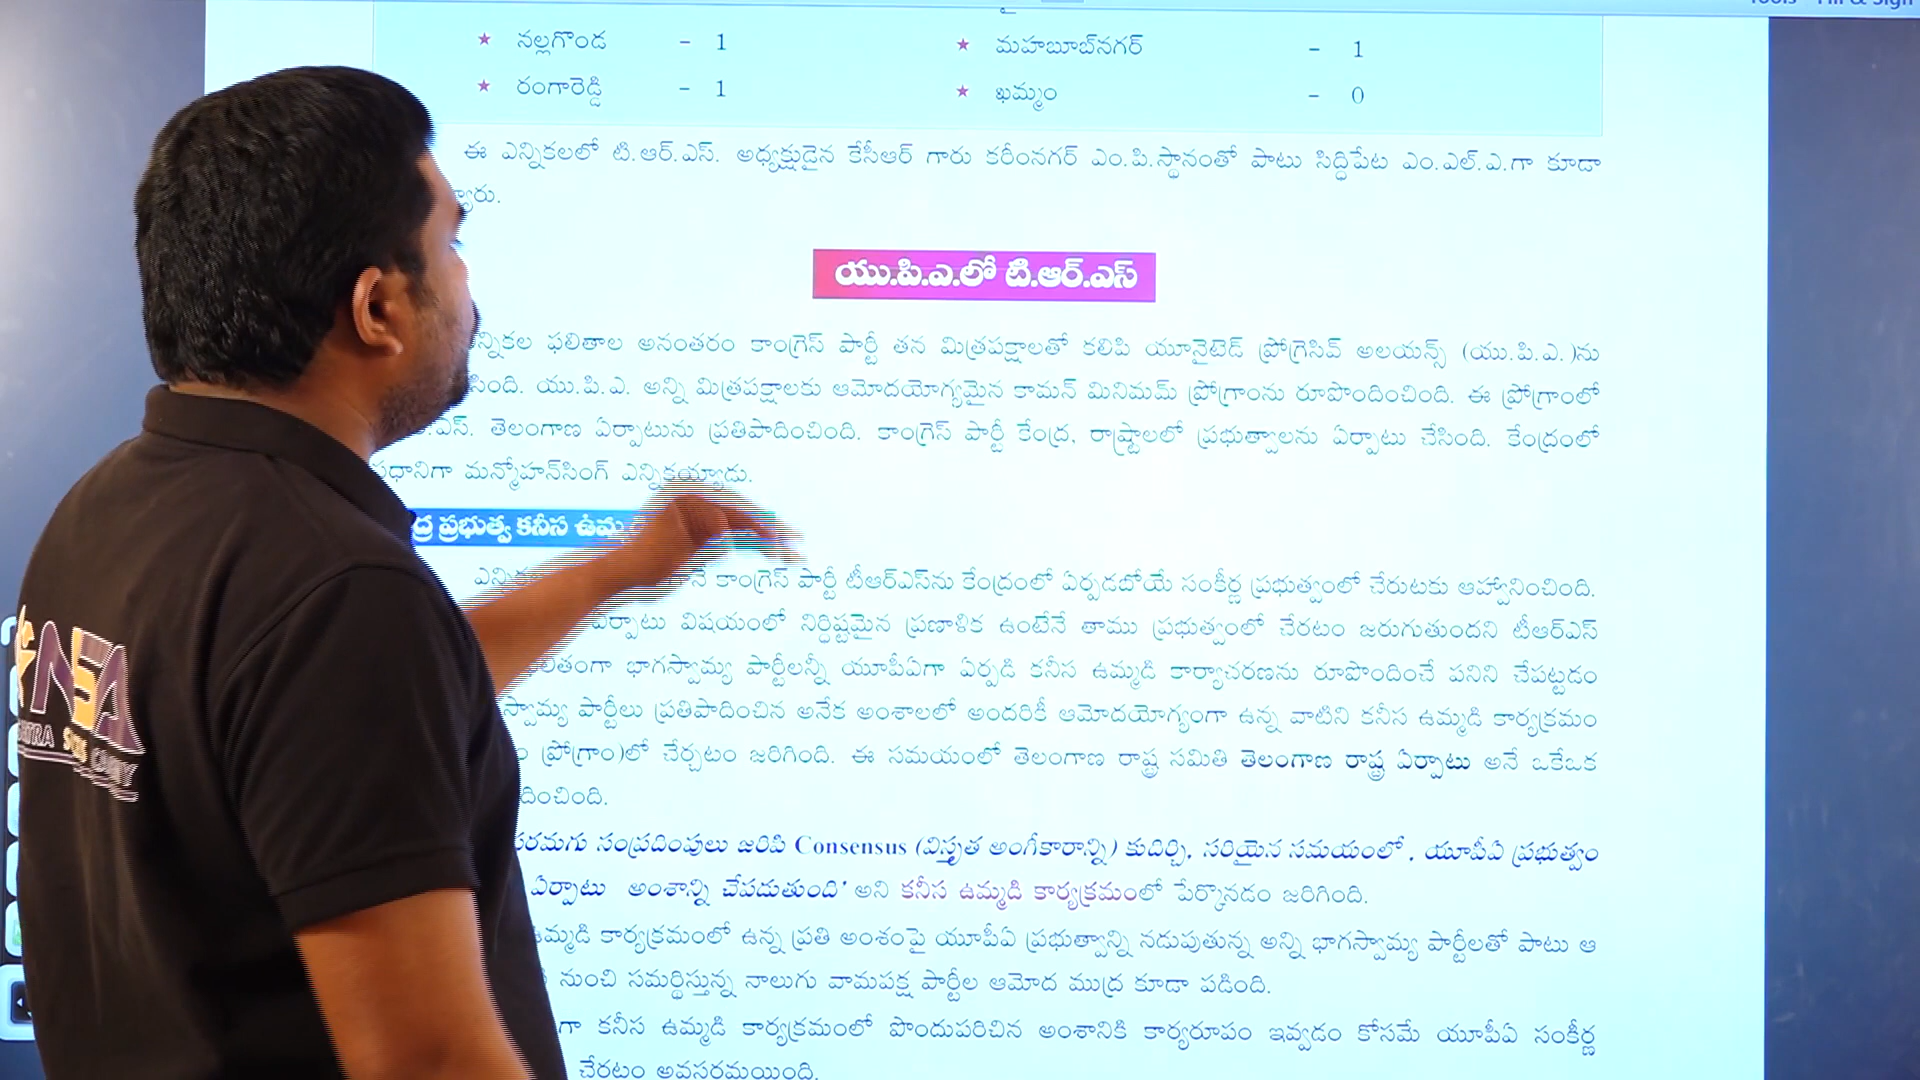 Tools Fill & Sign
★ నల్లగొండ - 1 ★ మహబూబ్‌నగర్ - 1
★ రంగారెడ్డి - 1 ★ ఖమ్మం - 0
ఈ ఎన్నికలలో టి.ఆర్.ఎస్. అధ్యక్షుడైన కేసీఆర్ గారు కరీంనగర్ ఎం.పి.స్థానంతో పాటు సిద్ధిపేట ఎం.ఎల్.ఎ.గా కూడా
యు.పి.ఎ.లో టి.ఆర్.ఎస్
ఫలితాల అనంతరం కాంగ్రెస్ పార్టీ తన మిత్రపక్షాలతో కలిపి యూనైటెడ్ ప్రోగ్రెసివ్ అలయన్స్ (యు.పి.ఎ.)ను
యు.పి.ఎ. అన్ని మిత్రపక్షాలకు ఆమోదయోగ్యమైన కామన్ మినిమమ్ ప్రోగ్రాంను రూపొందించింది. ఈ ప్రోగ్రాంలో
తెలంగాణ ఏర్పాటును ప్రతిపాదించింది. కాంగ్రెస్ పార్టీ కేంద్ర, రాష్ట్రాలలో ప్రభుత్వాలను ఏర్పాటు చేసింది. కేంద్రంలో
మన్మోహన్‌సింగ్ ఎన్నికయ్యాడు.
ప్రభుత్వ కనీస
కాంగ్రెస్ పార్టీ టీఆర్ఎస్‌ను కేంద్రంలో ఏర్పడబోయే సంకీర్ణ ప్రభుత్వంలో చేరుటకు ఆహ్వానించింది.
ఏర్పాటు విషయంలో నిర్దిష్టమైన ప్రణాళిక ఉంటేనే తాము ప్రభుత్వంలో చేరటం జరుగుతుందని టీఆర్ఎస్
భాగస్వామ్య పార్టీలన్నీ యూపీఏగా ఏర్పడి కనీస ఉమ్మడి కార్యాచరణను రూపొందించే పనిని చేపట్టడం
పార్టీలు ప్రతిపాదించిన అనేక అంశాలలో అందరికీ ఆమోదయోగ్యంగా ఉన్న వాటిని కనీస ఉమ్మడి కార్యక్రమం
ప్రోగ్రాం)లో చేర్చటం జరిగింది. ఈ సమయంలో తెలంగాణ రాష్ట్ర సమితి తెలంగాణ రాష్ట్ర ఏర్పాటు అనే ఒకేఒక
సంప్రదింపులు జరిపి Consensus (విస్తృత అంగీకారాన్ని) కుదిర్చి, సరియైన సమయంలో, యూపీఏ ప్రభుత్వం
ఏర్పాటు అంశాన్ని చేపడుతుంది' అని కనీస ఉమ్మడి కార్యక్రమంలో పేర్కొనడం జరిగింది.
ఉమ్మడి కార్యక్రమంలో ఉన్న ప్రతి అంశంపై యూపీఏ ప్రభుత్వాన్ని నడుపుతున్న అన్ని భాగస్వామ్య పార్టీలతో పాటు ఆ
నుంచి సమర్థిస్తున్న నాలుగు వామపక్ష పార్టీల ఆమోద ముద్ర కూడా పడింది.
కనీస ఉమ్మడి కార్యక్రమంలో పొందుపరిచిన అంశానికి కార్యరూపం ఇవ్వడం కోసమే యూపీఏ సంకీర్ణ
చేరటం అవసరమయింది.